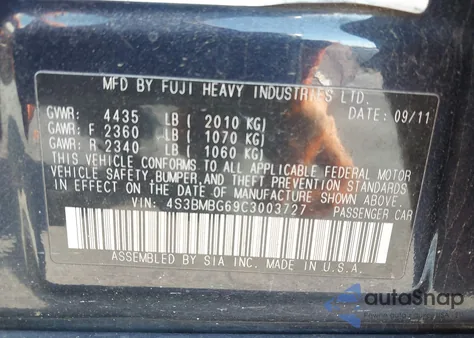 MFD BY FUJI HEAVY INDUSTRIES LTD.
GVWR: 4435 LB ( 2010 KG) DATE: 09/11
GAWR: F 2360 LB ( 1070 KG)
GAWR: R 2340 LB ( 1060 KG)
THIS VEHICLE CONFORMS TO ALL APPLICABLE FEDERAL MOTOR
VEHICLE SAFETY, BUMPER, AND THEFT PREVENTION STANDARDS
IN EFFECT ON THE DATE OF MANUFACTURE SHOWN ABOVE.
VIN: 4S3BMBG69C3003727 PASSENGER CAR
ASSEMBLED BY SIA INC. MADE IN U.S.A.
autoSnap